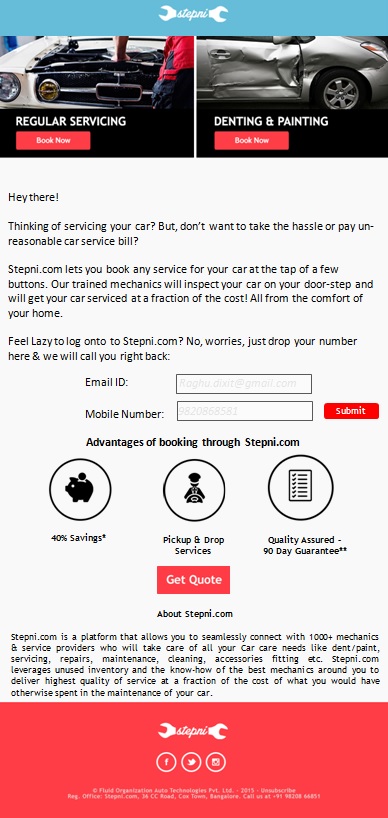 stepni
REGULAR SERVICING
Book Now
DENTING & PAINTING
Book Now
Hey there!
Thinking of servicing your car? But, don't want to take the hassle or pay un-
reasonable car service bill?
Stepni.com lets you book any service for your car at the tap of a few
buttons. Our trained mechanics will inspect your car on your door-step and
will get your car serviced at a fraction of the cost! All from the comfort of
your home.
Feel Lazy to log onto to Stepni.com? No, worries, just drop your number
here & we will call you right back:
Email ID: Raghu.dixit@gmail.com
Mobile Number: 9820868581 Submit
Advantages of booking through Stepni.com
40% Savings*
Pickup & Drop
Services
Quality Assured -
90 Day Guarantee**
Get Quote
About Stepni.com
Stepni.com is a platform that allows you to seamlessly connect with 1000+ mechanics
& service providers who will take care of all your Car care needs like dent/paint,
servicing, repairs, maintenance, cleaning, accessories fitting etc. Stepni.com
leverages unused inventory and the know-how of the best mechanics around you to
deliver highest quality of service at a fraction of the cost of what you would have
otherwise spent in the maintenance of your car.
stepni
© Fluid Organization Auto Technologies Pvt. Ltd. - 2015 - Unsubscribe
Reg. Office: Stepni.com, 36 CC Road, Cox Town, Bangalore. Call us at +91 98208 66851